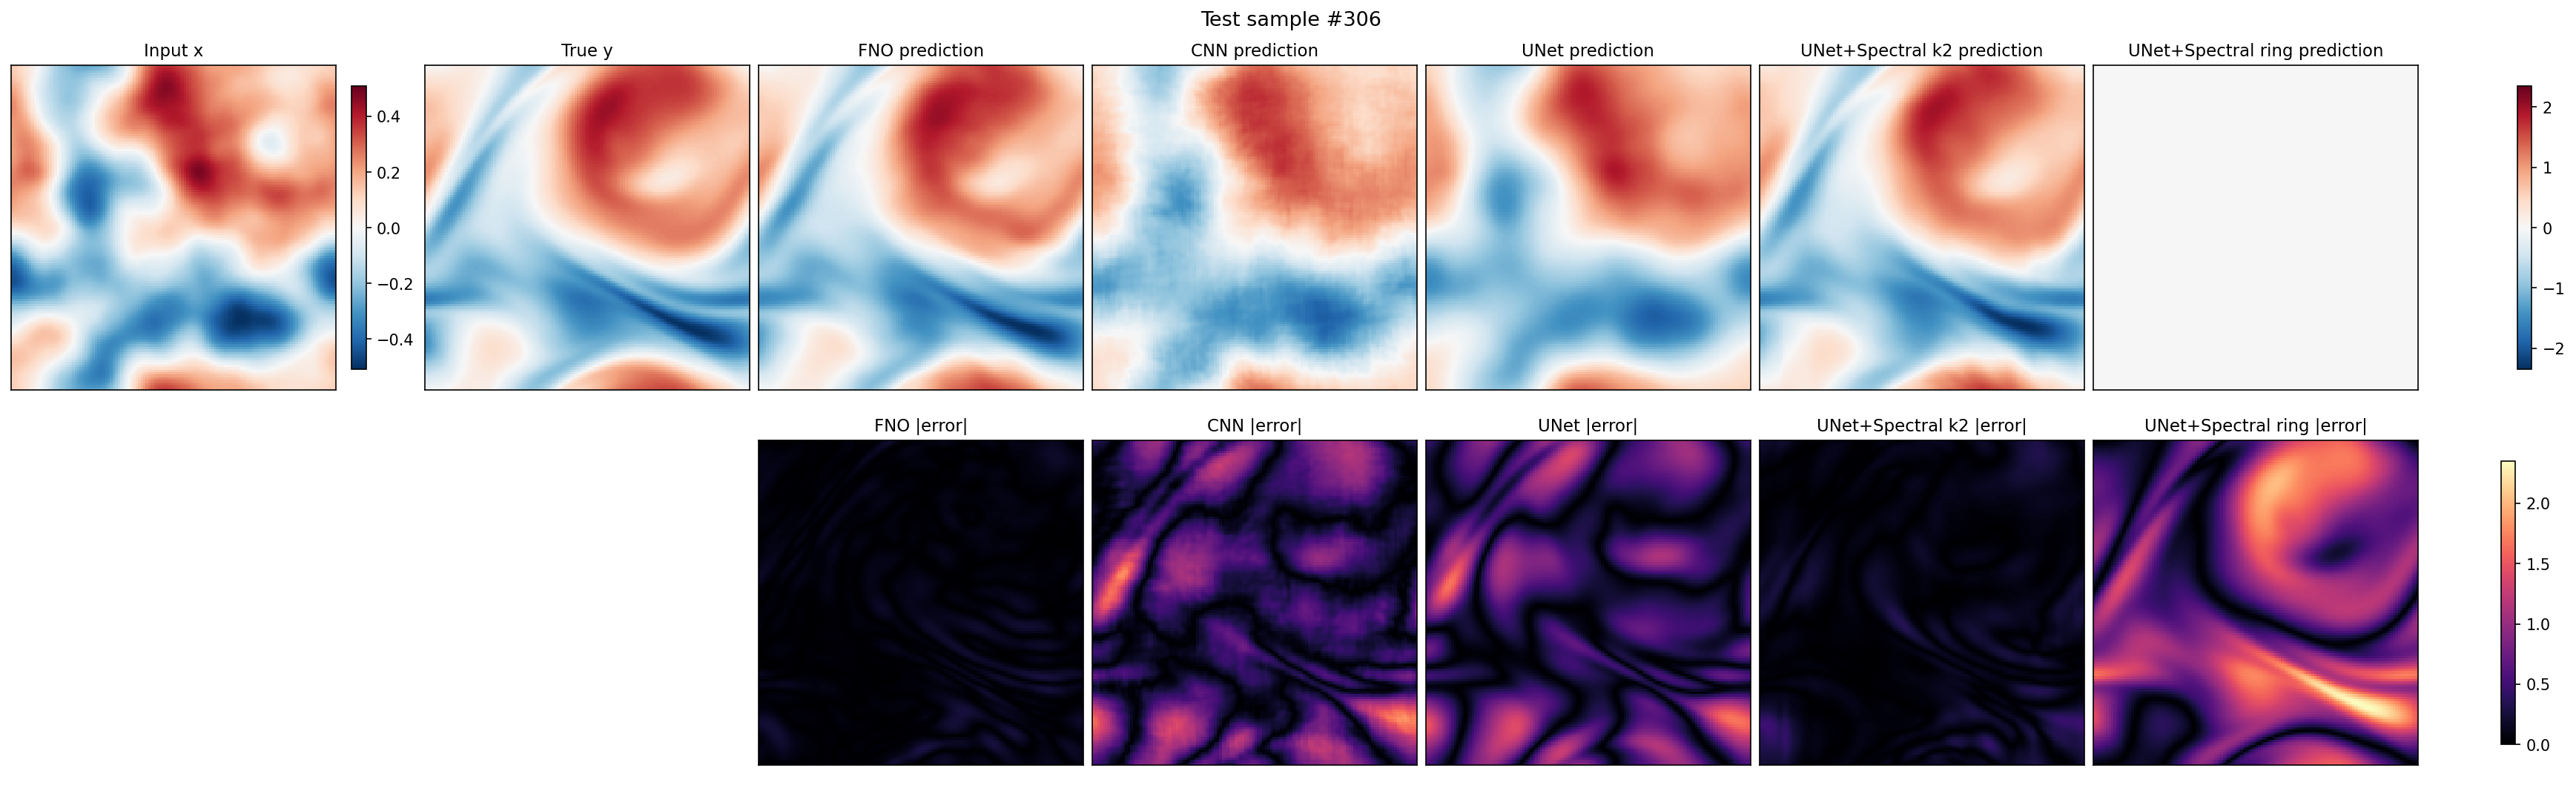 Test sample #306
Input x
True y
FNO prediction
CNN prediction
UNet prediction
UNet+Spectral k2 prediction
UNet+Spectral ring prediction
0.4
0.2
0.0
−0.2
−0.4
2
1
0
−1
−2
FNO |error|
CNN |error|
UNet |error|
UNet+Spectral k2 |error|
UNet+Spectral ring |error|
2.0
1.5
1.0
0.5
0.0